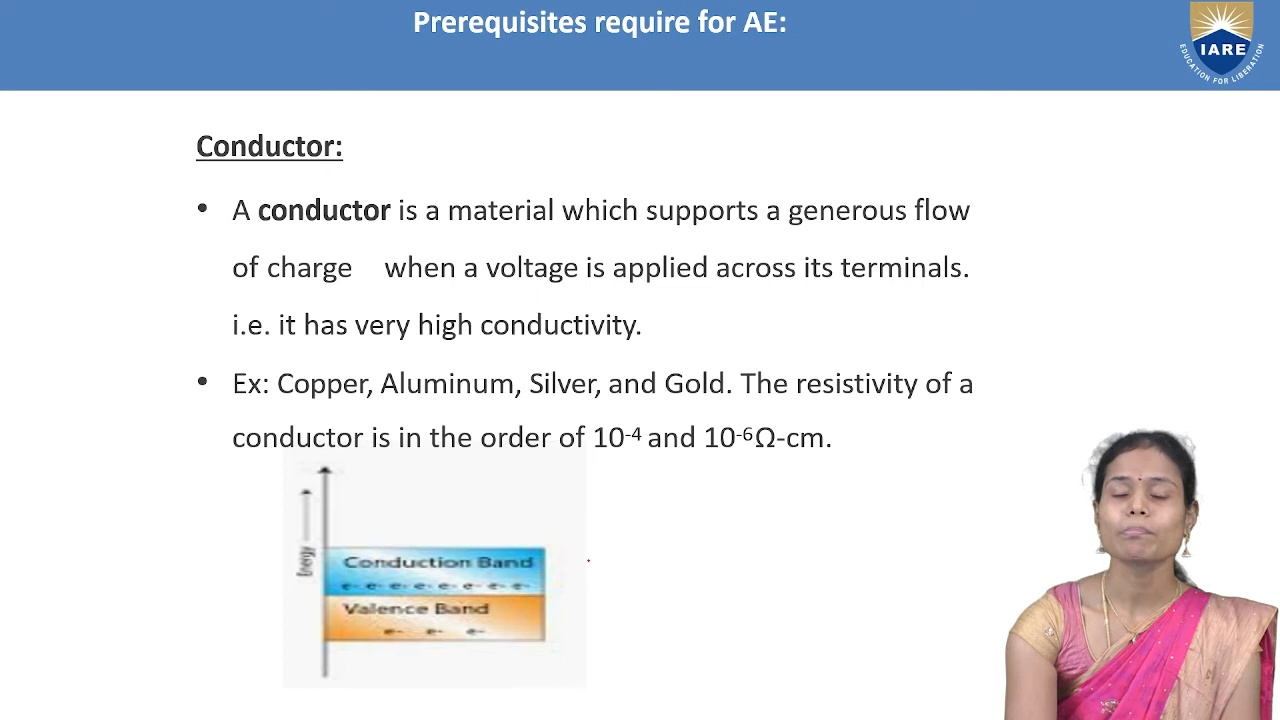 Prerequisites require for AE:
IARE
EDUCATION FOR LIBERATION
Conductor:
• A conductor is a material which supports a generous flow
of charge when a voltage is applied across its terminals.
i.e. it has very high conductivity.
• Ex: Copper, Aluminum, Silver, and Gold. The resistivity of a
conductor is in the order of 10⁻⁴ and 10⁻⁶Ω-cm.
Energy
Conduction Band
e- e- e- e- e- e- e- e-
Valence Band
e- e- e-